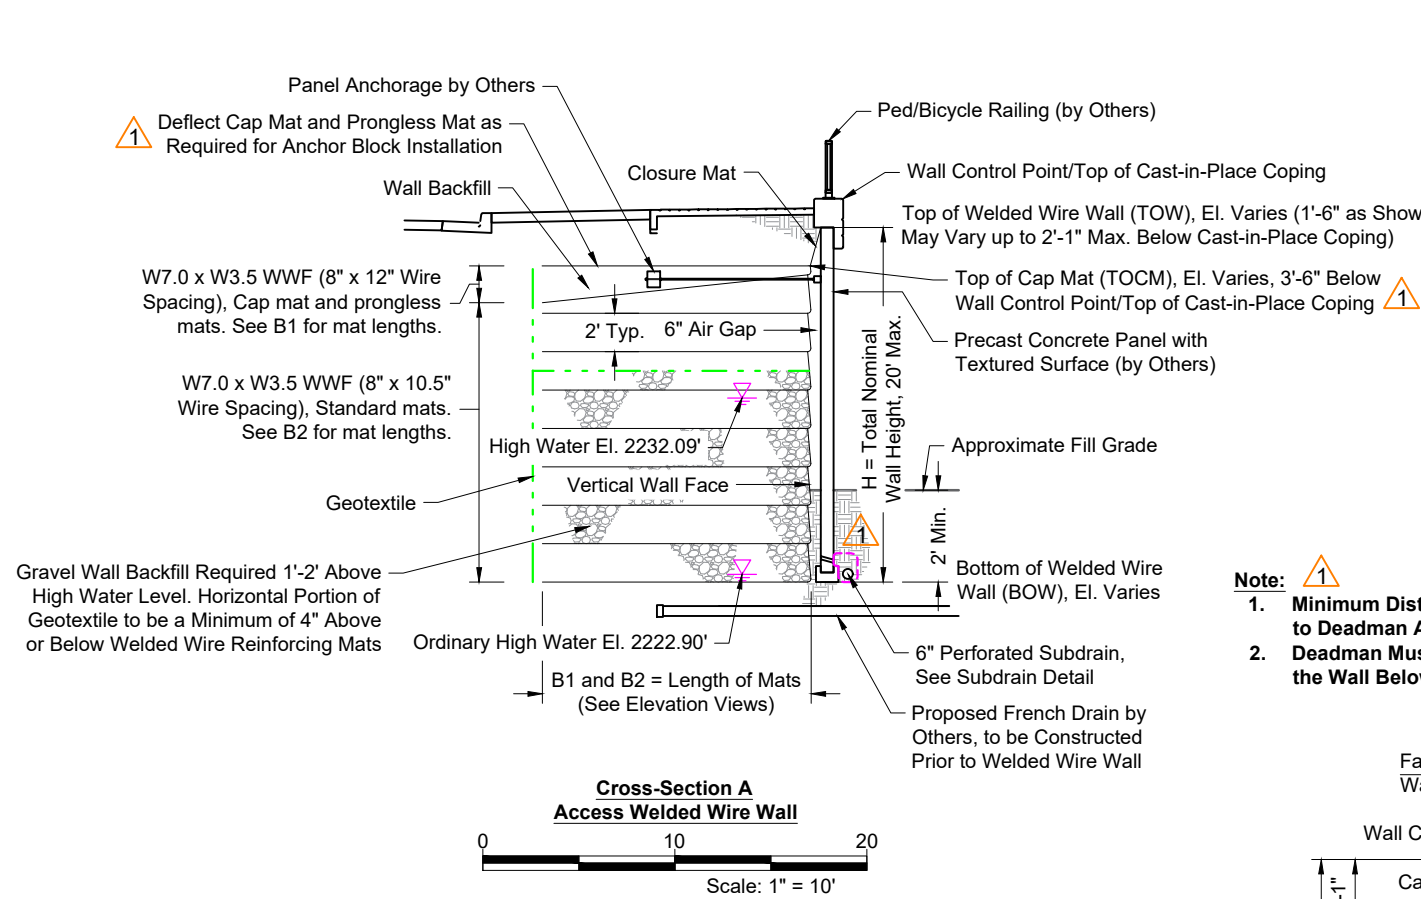 Panel Anchorage by Others
1
Deflect Cap Mat and Prongless Mat as
Required for Anchor Block Installation
Wall Backfill
Closure Mat
Ped/Bicycle Railing (by Others)
Wall Control Point/Top of Cast-in-Place Coping
Top of Welded Wire Wall (TOW), El. Varies (1'-6" as Show
May Vary up to 2'-1" Max. Below Cast-in-Place Coping)
W7.0 x W3.5 WWF (8" x 12" Wire
Spacing), Cap mat and prongless
mats. See B1 for mat lengths.
Top of Cap Mat (TOCM), El. Varies, 3'-6" Below
Wall Control Point/Top of Cast-in-Place Coping
1
2' Typ.
6" Air Gap
Precast Concrete Panel with
Textured Surface (by Others)
W7.0 x W3.5 WWF (8" x 10.5"
Wire Spacing), Standard mats.
See B2 for mat lengths.
H = Total Nominal
Wall Height, 20' Max.
High Water El. 2232.09'
Approximate Fill Grade
Vertical Wall Face
Geotextile
1
2' Min.
Gravel Wall Backfill Required 1'-2' Above
High Water Level. Horizontal Portion of
Geotextile to be a Minimum of 4" Above
or Below Welded Wire Reinforcing Mats
Bottom of Welded Wire
Wall (BOW), El. Varies
Ordinary High Water El. 2222.90'
6" Perforated Subdrain,
See Subdrain Detail
B1 and B2 = Length of Mats
(See Elevation Views)
Proposed French Drain by
Others, to be Constructed
Prior to Welded Wire Wall
Note:
1
1. Minimum Dist
to Deadman A
2. Deadman Mus
the Wall Below
Cross-Section A
Access Welded Wire Wall
0 10 20
Scale: 1" = 10'
Fa
Wa
Wall C
Ca
-1"